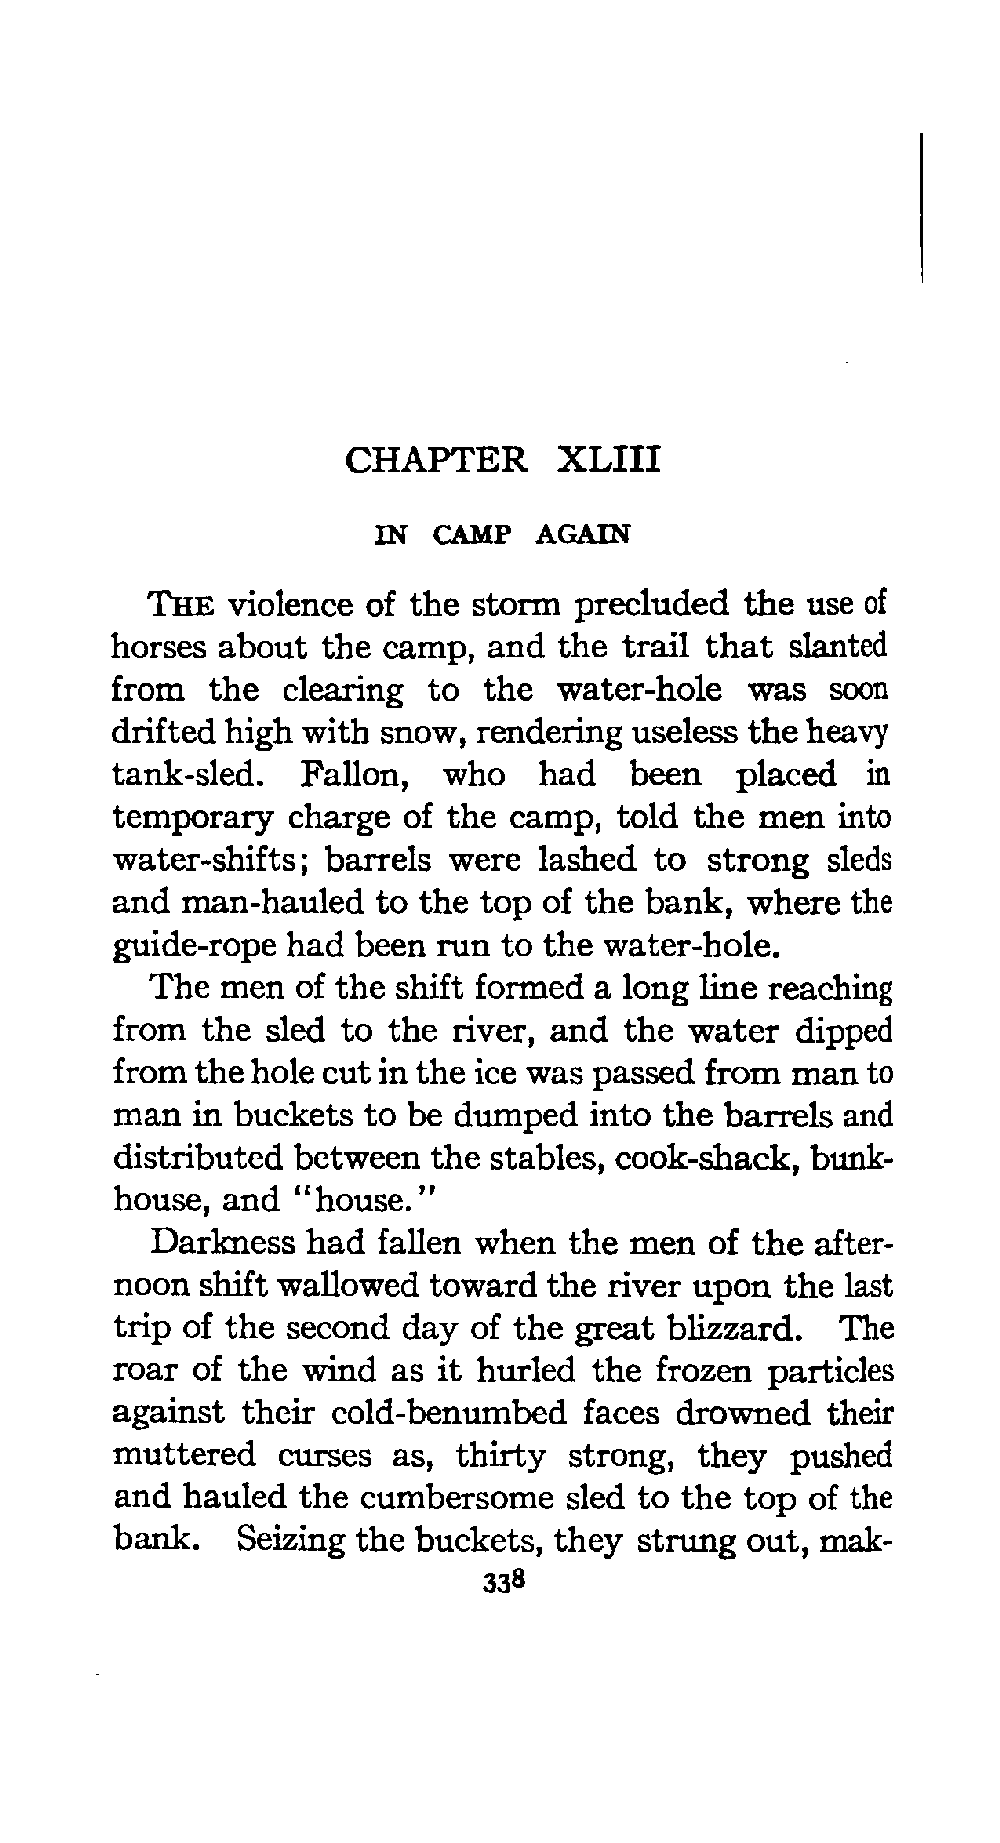 CHAPTER XLIII
IN CAMP AGAIN
THE violence of the storm precluded the use of
horses about the camp, and the trail that slanted
from the clearing to the water-hole was soon
drifted high with snow, rendering useless the heavy
tank-sled. Fallon, who had been placed in
temporary charge of the camp, told the men into
water-shifts; barrels were lashed to strong sleds
and man-hauled to the top of the bank, where the
guide-rope had been run to the water-hole.
The men of the shift formed a long line reaching
from the sled to the river, and the water dipped
from the hole cut in the ice was passed from man to
man in buckets to be dumped into the barrels and
distributed between the stables, cook-shack, bunk-
house, and "house."
Darkness had fallen when the men of the after-
noon shift wallowed toward the river upon the last
trip of the second day of the great blizzard. The
roar of the wind as it hurled the frozen particles
against their cold-benumbed faces drowned their
muttered curses as, thirty strong, they pushed
and hauled the cumbersome sled to the top of the
bank. Seizing the buckets, they strung out, mak-
338